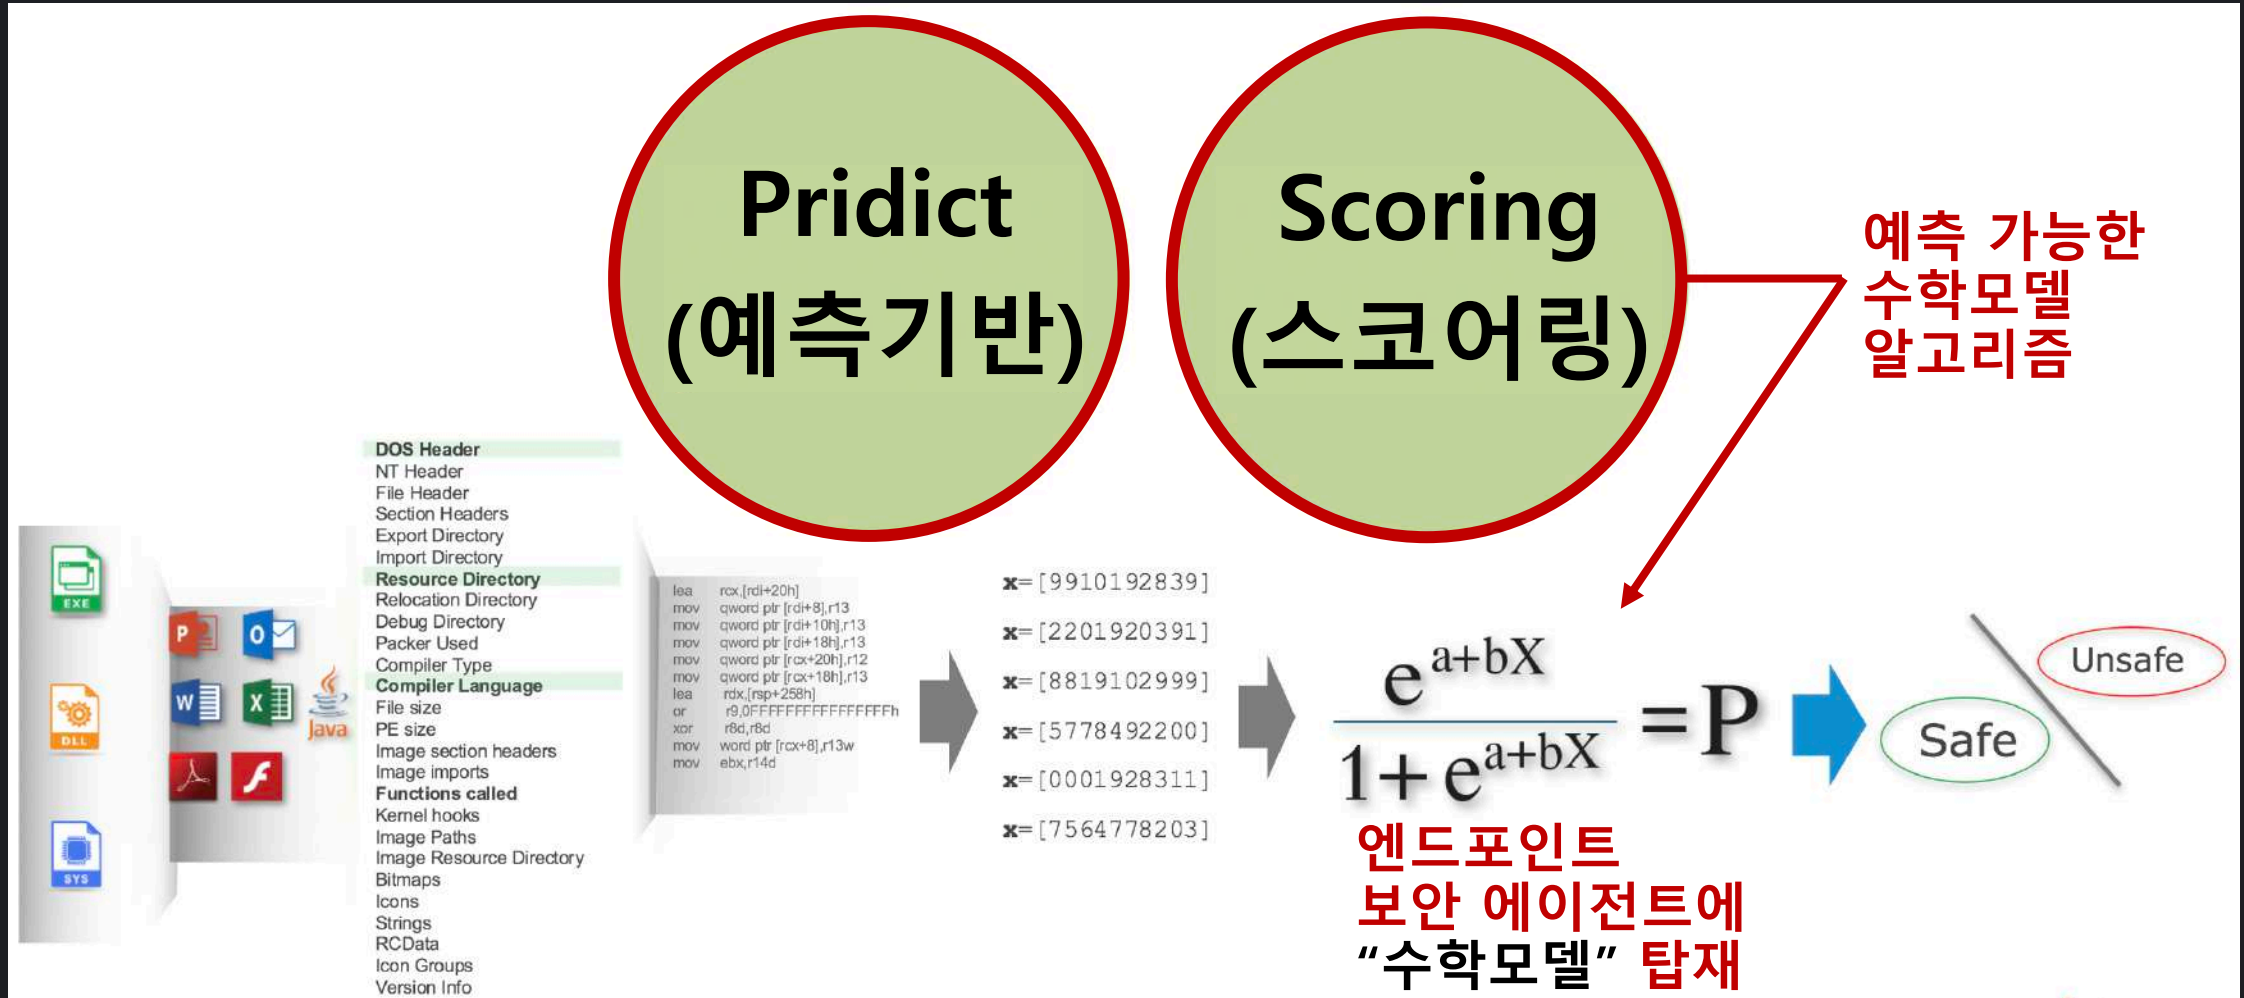 Pridict
(예측기반)
Scoring
(스코어링)
예측 가능한
수학모델
알고리즘
EXE
DLL
SYS
P
O
W
X
Java
DOS Header
NT Header
File Header
Section Headers
Export Directory
Import Directory
Resource Directory
Relocation Directory
Debug Directory
Packer Used
Compiler Type
Compiler Language
File size
PE size
Image section headers
Image imports
Functions called
Kernel hooks
Image Paths
Image Resource Directory
Bitmaps
Icons
Strings
RCData
Icon Groups
Version Info
lea rcx,[rdi+20h]
mov qword ptr [rdi+8],r13
mov qword ptr [rdi+10h],r13
mov qword ptr [rdi+18h],r13
mov qword ptr [rcx+20h],r12
mov qword ptr [rcx+18h],r13
lea rdx,[rsp+258h]
or r9,0FFFFFFFFFFFFFFFFh
xor r8d,r8d
mov word ptr [rcx+8],r13w
mov ebx,r14d
x=[9910192839]
x=[2201920391]
x=[8819102999]
x=[5778492200]
x=[0001928311]
x=[7564778203]
e^a+bX
1+e^a+bX
=P
엔드포인트
보안 에이전트에
“수학모델” 탑재
Safe
Unsafe